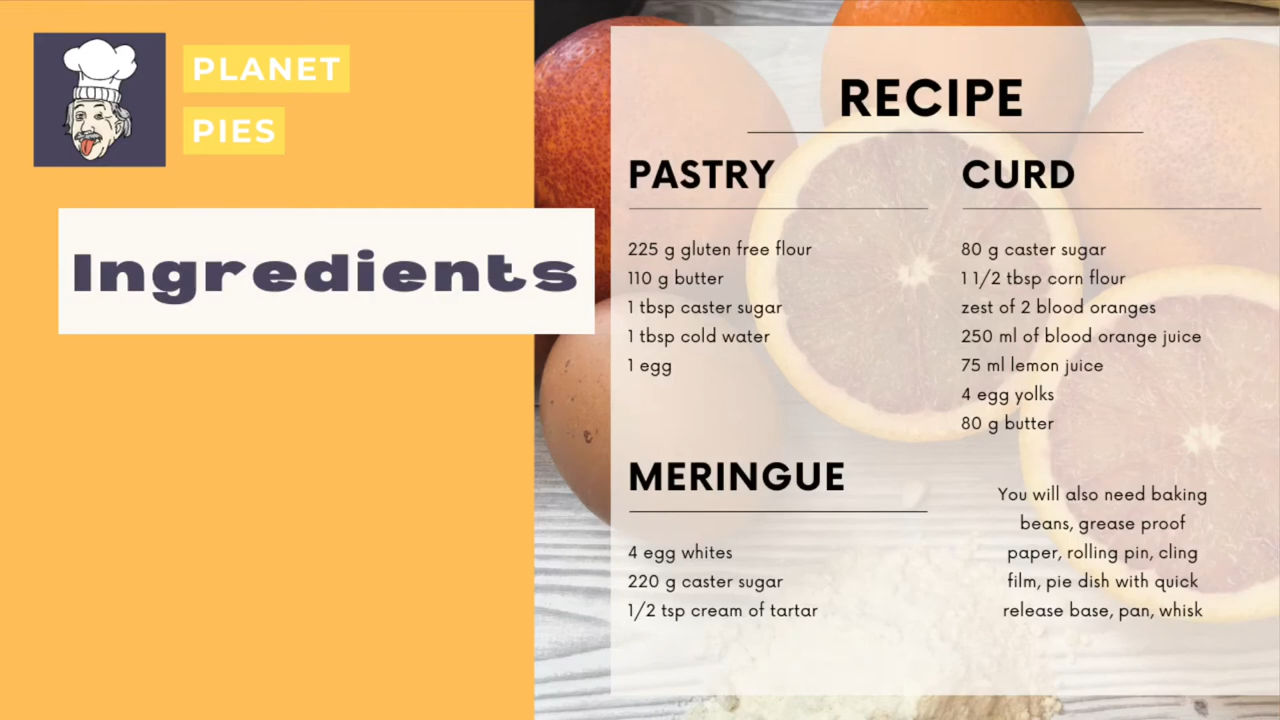 PLANET
PIES
Ingredients
RECIPE
PASTRY
225 g gluten free flour
110 g butter
1 tbsp caster sugar
1 tbsp cold water
1 egg
MERINGUE
4 egg whites
220 g caster sugar
1/2 tsp cream of tartar
CURD
80 g caster sugar
1 1/2 tbsp corn flour
zest of 2 blood oranges
250 ml of blood orange juice
75 ml lemon juice
4 egg yolks
80 g butter
You will also need baking
beans, grease proof
paper, rolling pin, cling
film, pie dish with quick
release base, pan, whisk